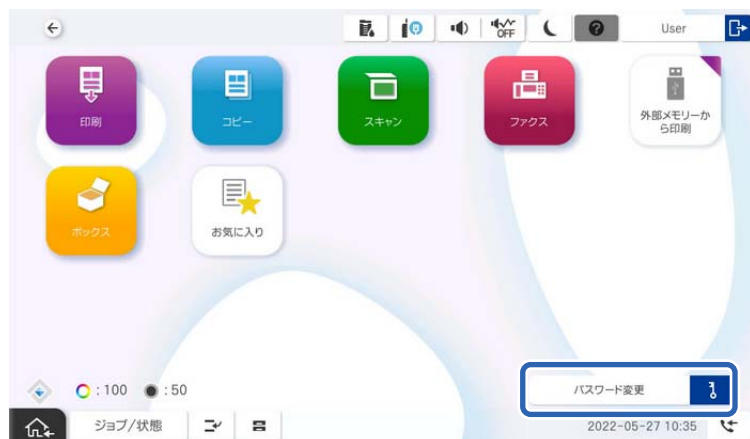 OFF
User
印刷
コピー
スキャン
ファクス
外部メモリーか
ら印刷
ボックス
お気に入り
: 100
: 50
パスワード変更
ジョブ/状態
2022-05-27 10:35